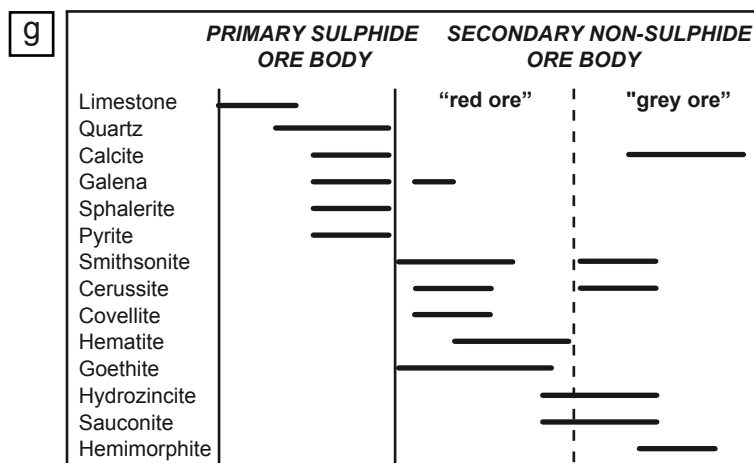 g
PRIMARY SULPHIDE
ORE BODY
SECONDARY NON-SULPHIDE
ORE BODY
“red ore”
"grey ore”
Limestone
Quartz
Calcite
Galena
Sphalerite
Pyrite
Smithsonite
Cerussite
Covellite
Hematite
Goethite
Hydrozincite
Sauconite
Hemimorphite